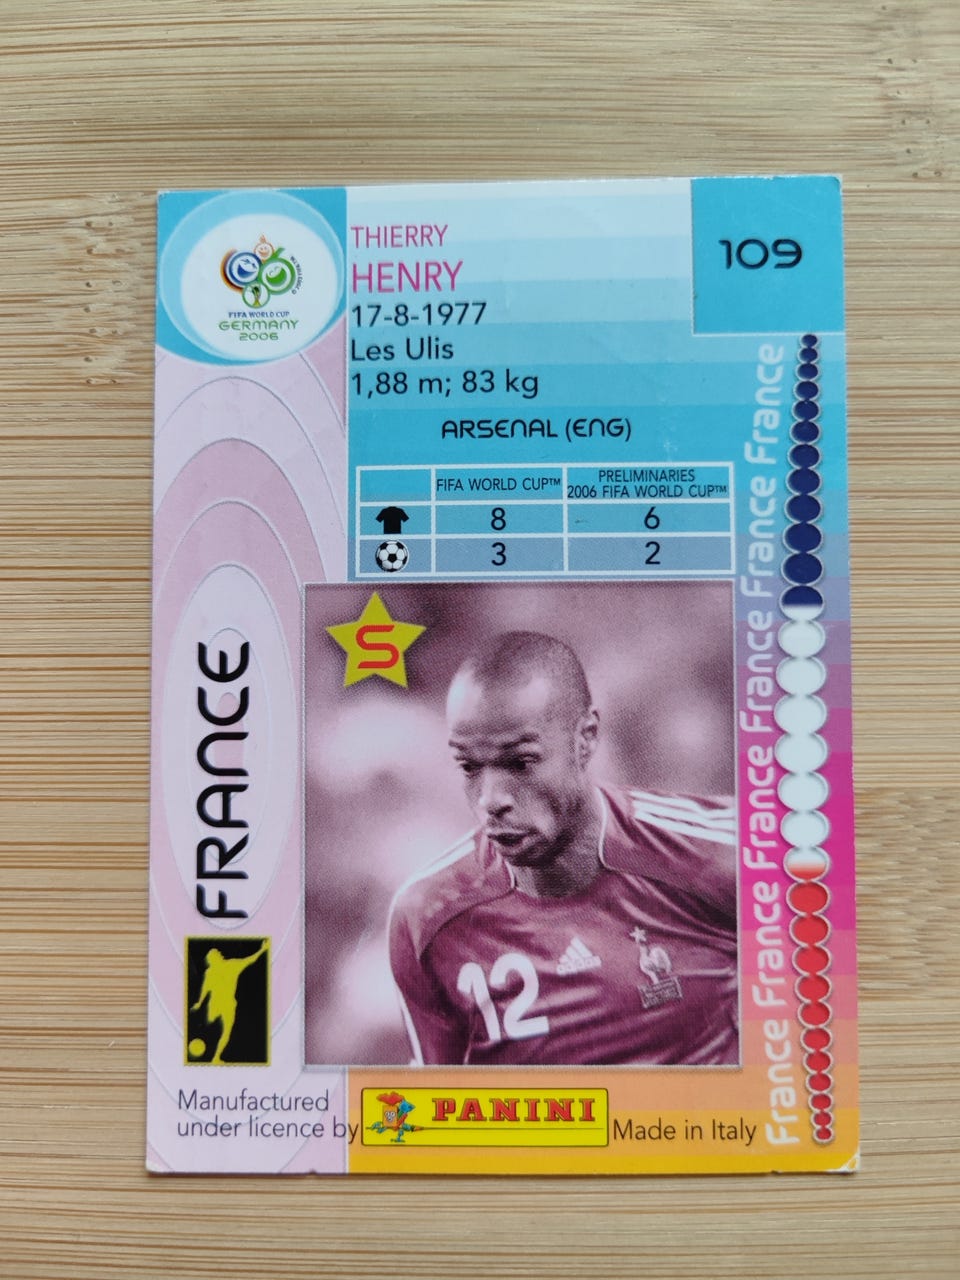 FIFA WORLD CUP
GERMANY
2006
THIERRY
HENRY
17-8-1977
Les Ulis
1,88 m; 83 kg
ARSENAL (ENG)
109
FIFA WORLD CUP™
PRELIMINARIES
2006 FIFA WORLD CUP™
8 6
3 2
S
12
FRANCE
France France France France France France
Manufactured
under licence by
PANINI
Made in Italy